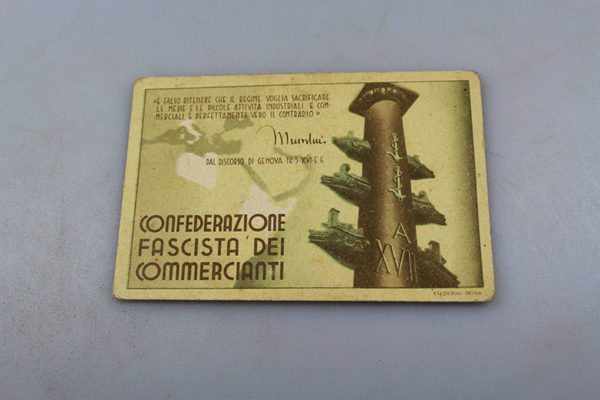 «È FALSO RITENERE CHE IL REGIME VOGLIA SACRIFICARE
LE MEDIE E LE PICCOLE ATTIVITÀ INDUSTRIALI E COM-
MERCIALI, È PERFETTAMENTE VERO IL CONTRARIO»
Mussolini
DAL DISCORSO DI GENOVA 14.5 XVI E.F.
CONFEDERAZIONE
FASCISTA DEI
COMMERCIANTI
A
XVII